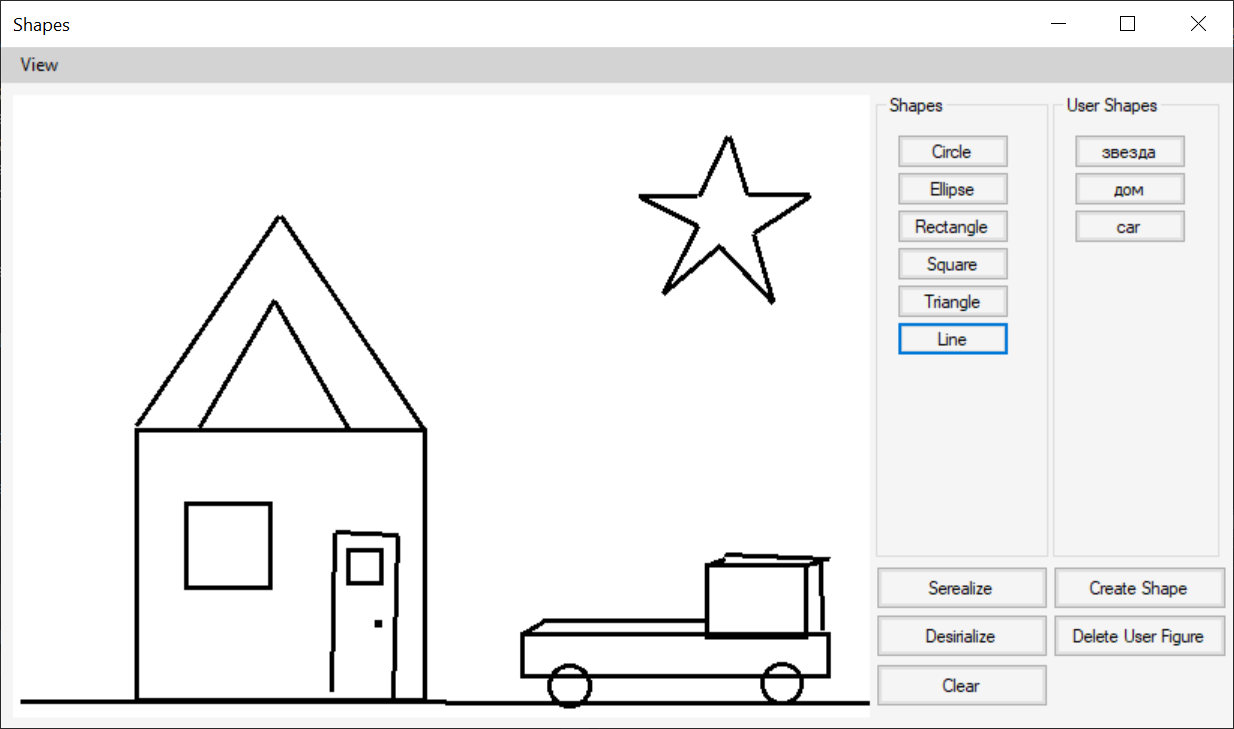 Shapes
View
Shapes
Circle
Ellipse
Rectangle
Square
Triangle
Line
User Shapes
звезда
дом
car
Serealize
Create Shape
Desirialize
Delete User Figure
Clear